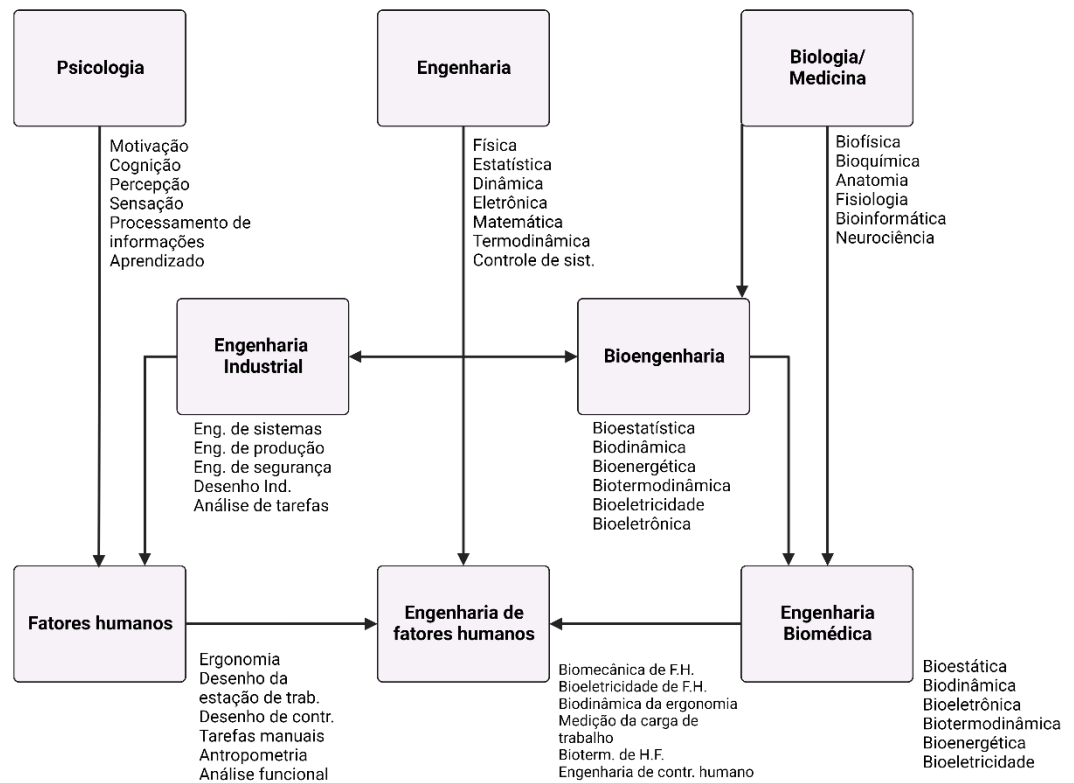 Psicologia
Engenharia
Biologia/
Medicina
Motivação
Cognição
Percepção
Sensação
Processamento de
informações
Aprendizado
Física
Estatística
Dinâmica
Eletrônica
Matemática
Termodinâmica
Controle de sist.
Biofísica
Bioquímica
Anatomia
Fisiologia
Bioinformática
Neurociência
Engenharia
Industrial
Bioengenharia
Eng. de sistemas
Eng. de produção
Eng. de segurança
Desenho Ind.
Análise de tarefas
Bioestatística
Biodinâmica
Bioenergética
Biotermodinâmica
Bioeletricidade
Bioeletrônica
Fatores humanos
Engenharia de
fatores humanos
Engenharia
Biomédica
Ergonomia
Desenho da
estação de trab.
Desenho de contr.
Tarefas manuais
Antropometria
Análise funcional
Biomecânica de F.H.
Bioeletricidade de F.H.
Biodinâmica da ergonomia
Medição da carga de
trabalho
Bioterm. de H.F.
Engenharia de contr. humano
Bioestática
Biodinâmica
Bioeletrônica
Biotermodinâmica
Bioenergética
Bioeletricidade